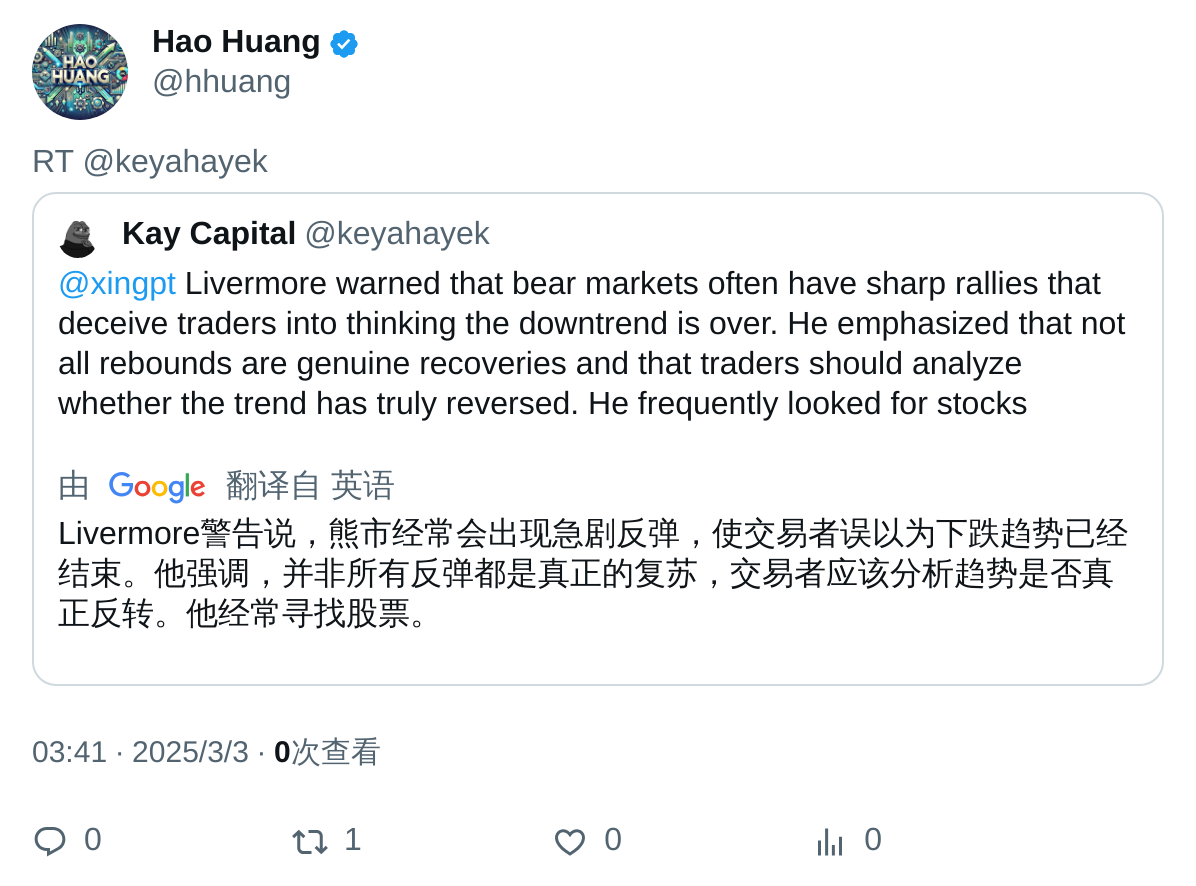 HAO
HUANG
Hao Huang
@hhuang
RT @keyahayek
Kay Capital @keyahayek
@xingpt Livermore warned that bear markets often have sharp rallies that
deceive traders into thinking the downtrend is over. He emphasized that not
all rebounds are genuine recoveries and that traders should analyze
whether the trend has truly reversed. He frequently looked for stocks
由 Google 翻译自 英语
Livermore警告说，熊市经常会出现急剧反弹，使交易者误以为下跌趋势已经
结束。他强调，并非所有反弹都是真正的复苏，交易者应该分析趋势是否真
正反转。他经常寻找股票。
03:41 · 2025/3/3 · 0次查看
0 1 0 0